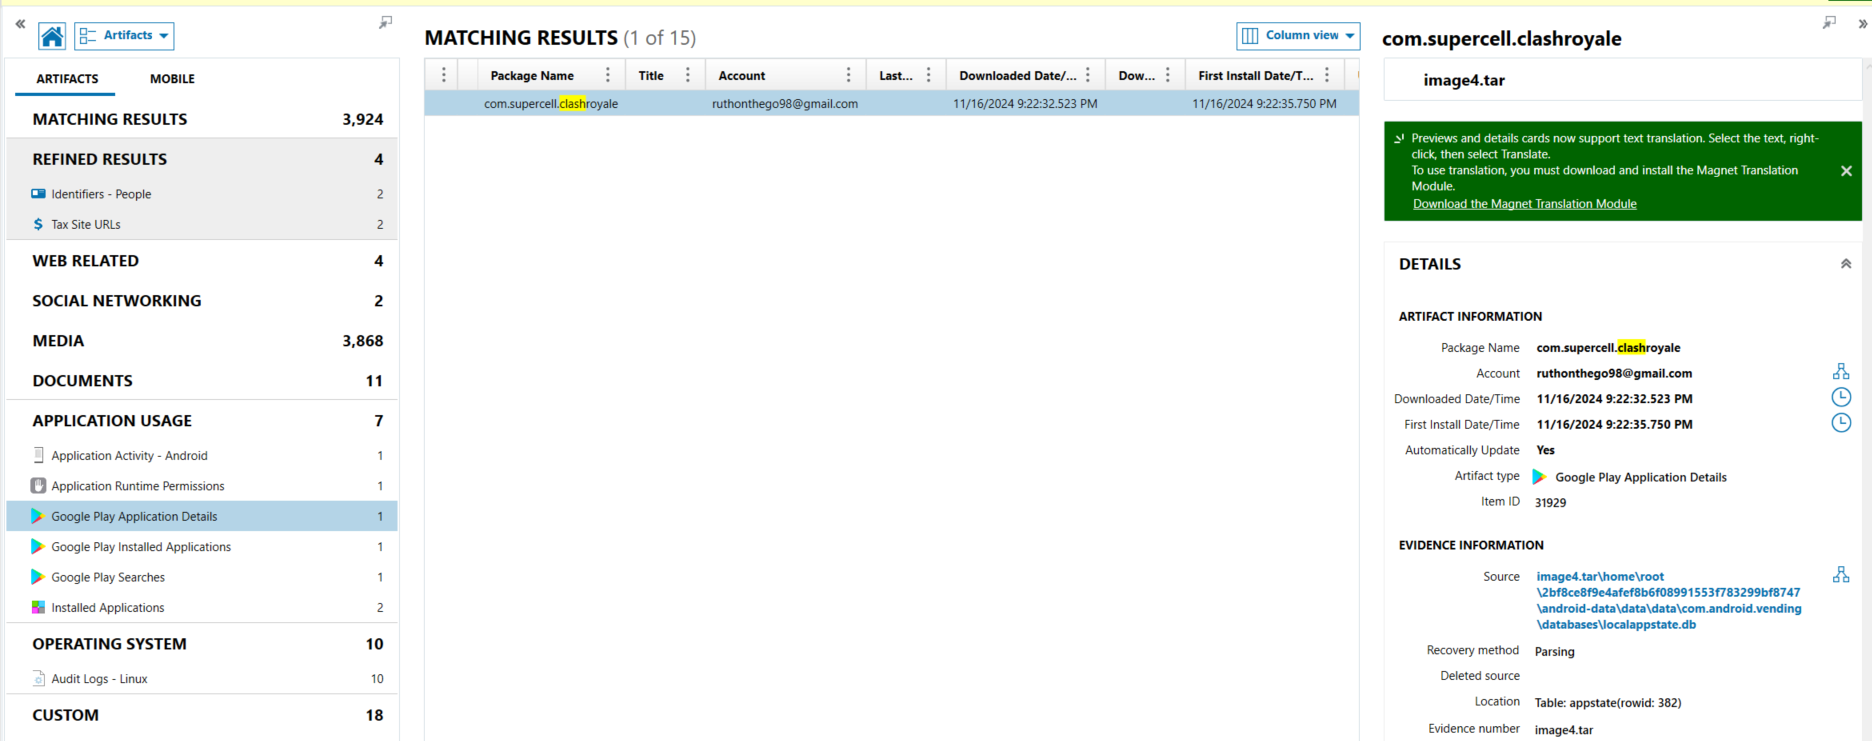 Artifacts
ARTIFACTS MOBILE
MATCHING RESULTS 3,924
REFINED RESULTS 4
Identifiers - People 2
Tax Site URLs 2
WEB RELATED 4
SOCIAL NETWORKING 2
MEDIA 3,868
DOCUMENTS 11
APPLICATION USAGE 7
Application Activity - Android 1
Application Runtime Permissions 1
Google Play Application Details 1
Google Play Installed Applications 1
Google Play Searches 1
Installed Applications 2
OPERATING SYSTEM 10
Audit Logs - Linux 10
CUSTOM 18
MATCHING RESULTS (1 of 15)
Column view
Package Name Title Account Last... Downloaded Date/... Dow... First Install Date/T...
com.supercell.clashroyale ruthonthego98@gmail.com 11/16/2024 9:22:32.523 PM 11/16/2024 9:22:35.750 PM
com.supercell.clashroyale
image4.tar
Previews and details cards now support text translation. Select the text, right-
click, then select Translate.
To use translation, you must download and install the Magnet Translation
Module.
Download the Magnet Translation Module
DETAILS
ARTIFACT INFORMATION
Package Name com.supercell.clashroyale
Account ruthonthego98@gmail.com
Downloaded Date/Time 11/16/2024 9:22:32.523 PM
First Install Date/Time 11/16/2024 9:22:35.750 PM
Automatically Update Yes
Artifact type Google Play Application Details
Item ID 31929
EVIDENCE INFORMATION
Source image4.tar\home\root
\2bf8ce8f9e4afef8b6f08991553f783299bf8747
\android-data\data\data\com.android.vending
\databases\localappstate.db
Recovery method Parsing
Deleted source
Location Table: appstate(rowid: 382)
Evidence number image4.tar